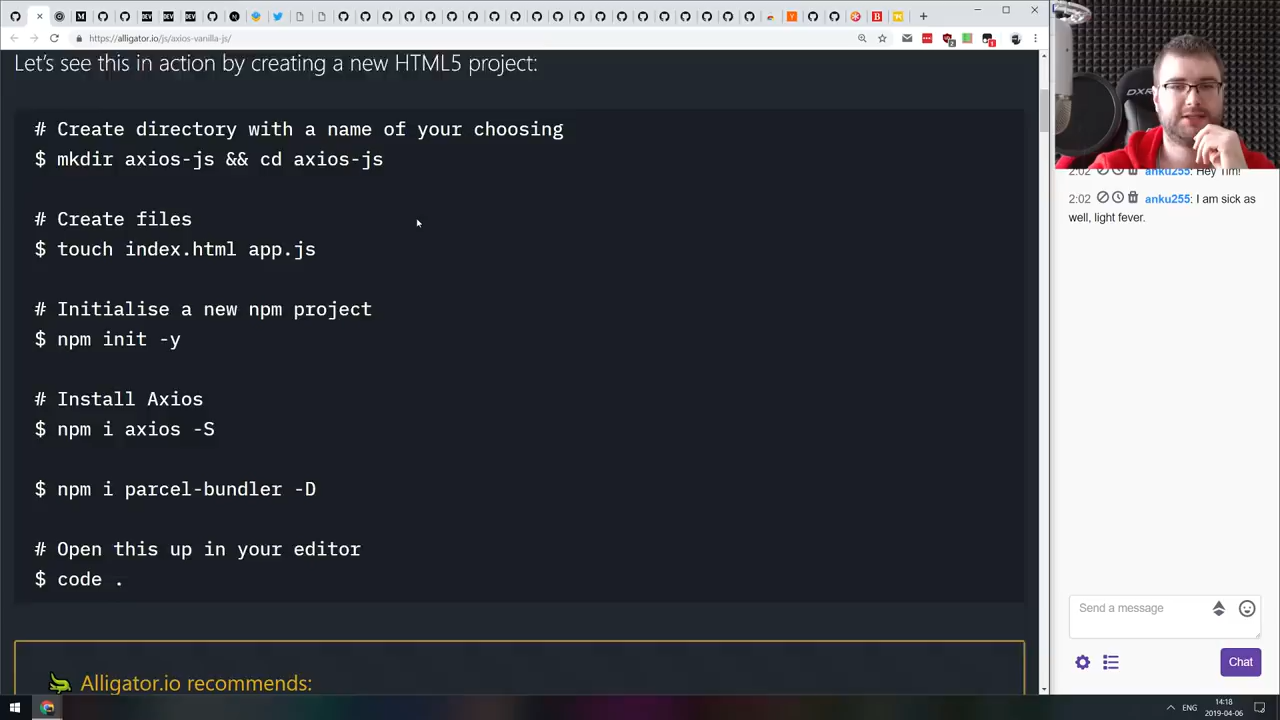 https://alligator.io/js/axios-vanilla-js/
Let's see this in action by creating a new HTML5 project:
# Create directory with a name of your choosing
$ mkdir axios-js && cd axios-js
# Create files
$ touch index.html app.js
# Initialise a new npm project
$ npm init -y
# Install Axios
$ npm i axios -S
$ npm i parcel-bundler -D
# Open this up in your editor
$ code .
Alligator.io recommends:
DXR
2:02 anku255: Hey Tim!
2:02 anku255: I am sick as
well, light fever.
Send a message
Chat
ENG
14:18
2019-04-06